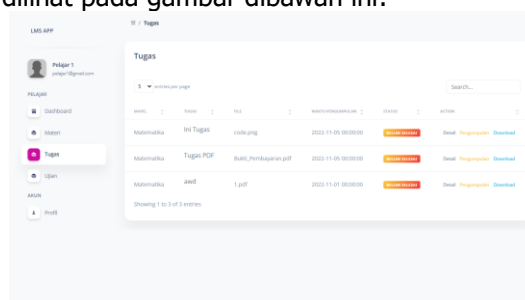 dilihat pada gambar dibawah ini.
LMS APP
/ Tugas
Pelajar 1
pelajar1@gmail.com
PELAJAR
Dashboard
Materi
Tugas
Ujian
AKUN
Profil
Tugas
5 entries per page
Search...
MAPEL TUGAS FILE WAKTU PENGUMPULAN STATUS ACTION
Matematika Ini Tugas code.png 2022-11-09 00:00:00 Detail Pengumpulan Download
Matematika Tugas PDF Bukti_Pembayaran.pdf 2022-11-05 00:00:00 Detail Pengumpulan Download
Matematika awd 1.pdf 2022-11-01 00:00:00 Detail Pengumpulan Download
Showing 1 to 3 of 3 entries